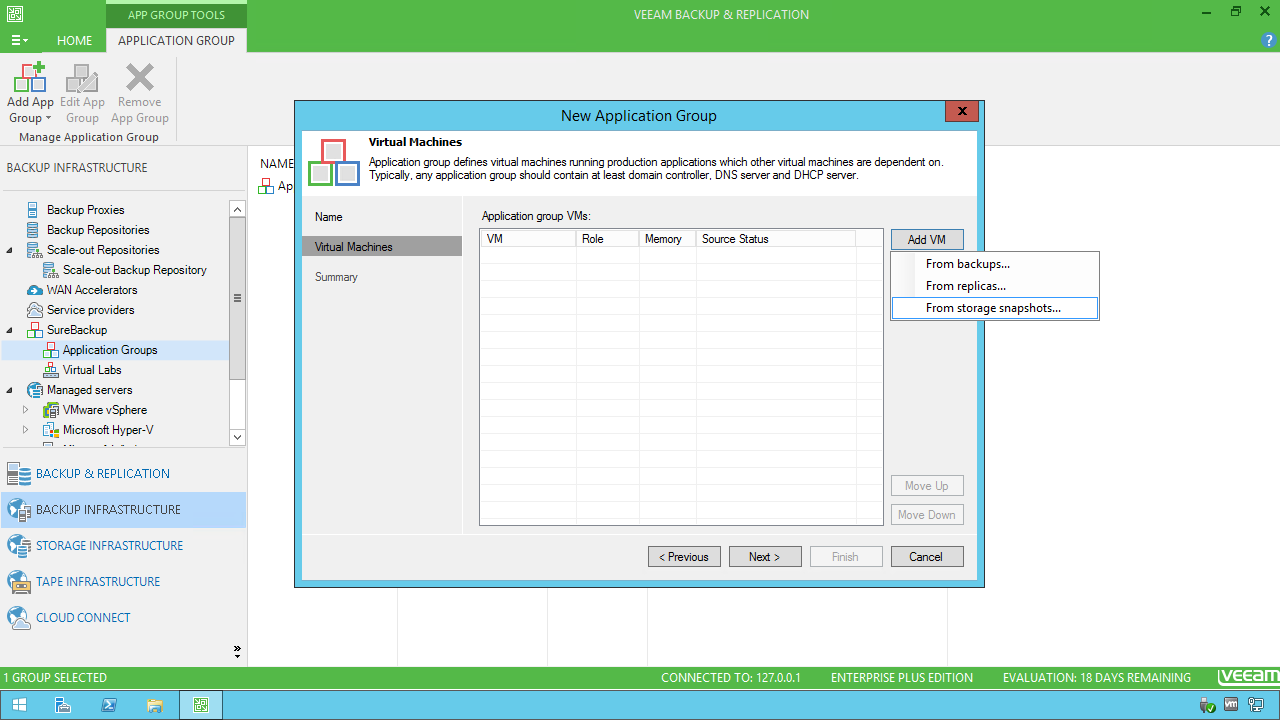 APP GROUP TOOLS
VEEAM BACKUP & REPLICATION
HOME
APPLICATION GROUP
?
Add App Group
Edit App Group
Remove App Group
Manage Application Group
BACKUP INFRASTRUCTURE
Backup Proxies
Backup Repositories
Scale-out Repositories
Scale-out Backup Repository
WAN Accelerators
Service providers
SureBackup
Application Groups
Virtual Labs
Managed servers
VMware vSphere
Microsoft Hyper-V
BACKUP & REPLICATION
BACKUP INFRASTRUCTURE
STORAGE INFRASTRUCTURE
TAPE INFRASTRUCTURE
CLOUD CONNECT
NAME
Ap
New Application Group
Virtual Machines
Application group defines virtual machines running production applications which other virtual machines are dependent on.
Typically, any application group should contain at least domain controller, DNS server and DHCP server.
Name
Virtual Machines
Summary
Application group VMs:
VM Role Memory Source Status
Add VM
From backups...
From replicas...
From storage snapshots...
Move Up
Move Down
< Previous
Next >
Finish
Cancel
1 GROUP SELECTED
CONNECTED TO: 127.0.0.1
ENTERPRISE PLUS EDITION
EVALUATION: 18 DAYS REMAINING
veeam
vm